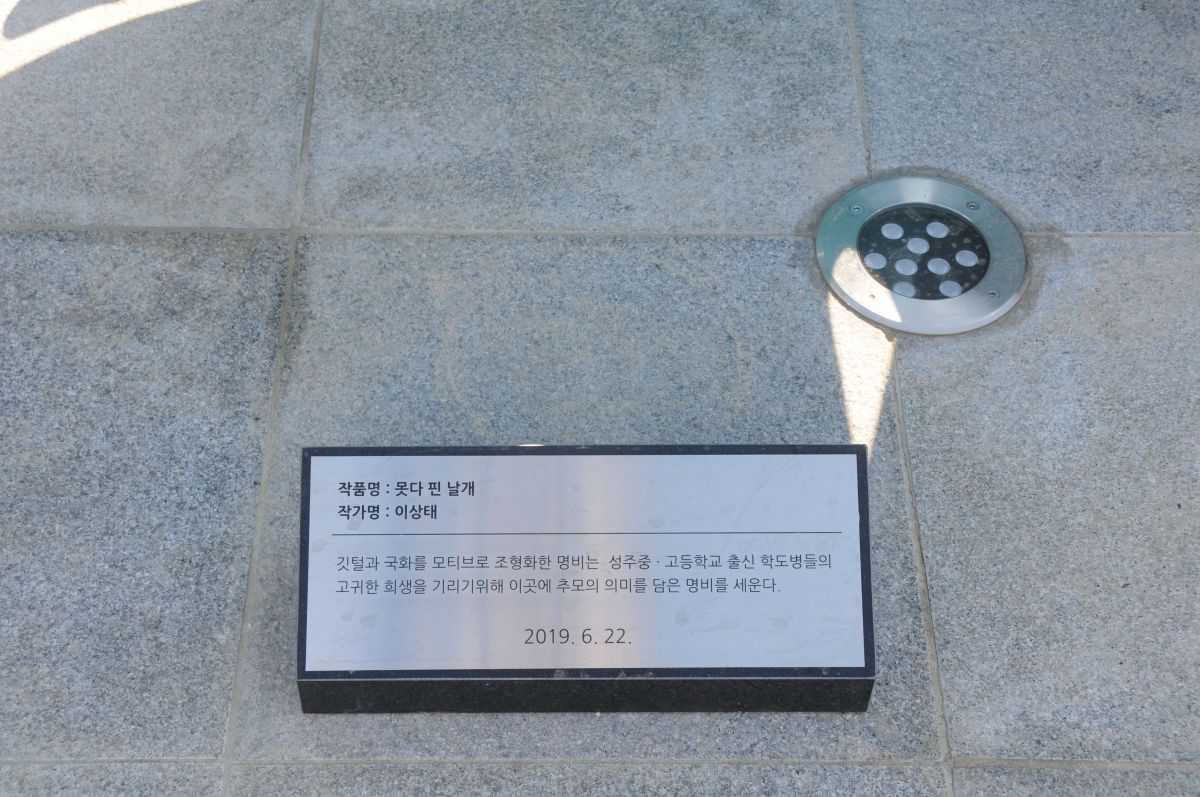 작품명 : 못다 핀 날개
작가명 : 이상태
깃털과 국화를 모티브로 조형화한 명비는 성주중 · 고등학교 출신 학도병들의
고귀한 희생을 기리기위해 이곳에 추모의 의미를 담은 명비를 세운다.
2019. 6. 22.